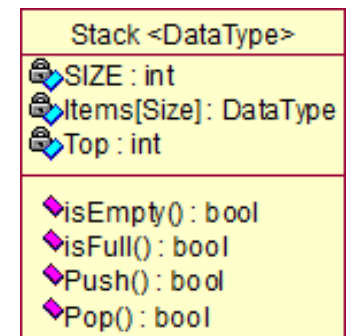 Stack <DataType>
SIZE : int
Items[Size] : DataType
Top : int
isEmpty() : bool
isFull() : bool
Push() : bool
Pop() : bool